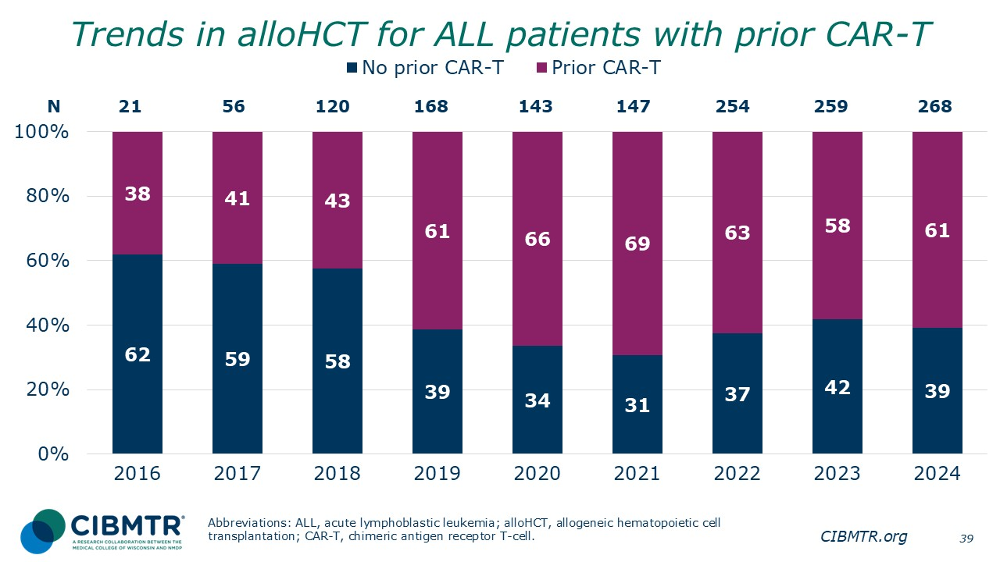 Trends in alloHCT for ALL patients with prior CAR-T
No prior CAR-T Prior CAR-T
N 21 56 120 168 143 147 254 259 268
100%
80%
60%
40%
20%
0%
38 41 43 61 66 69 63 58 61
62 59 58 39 34 31 37 42 39
2016 2017 2018 2019 2020 2021 2022 2023 2024
CIBMTR®
A RESEARCH COLLABORATION BETWEEN THE
MEDICAL COLLEGE OF WISCONSIN AND NMDP
Abbreviations: ALL, acute lymphoblastic leukemia; alloHCT, allogeneic hematopoietic cell
transplantation; CAR-T, chimeric antigen receptor T-cell.
CIBMTR.org 39